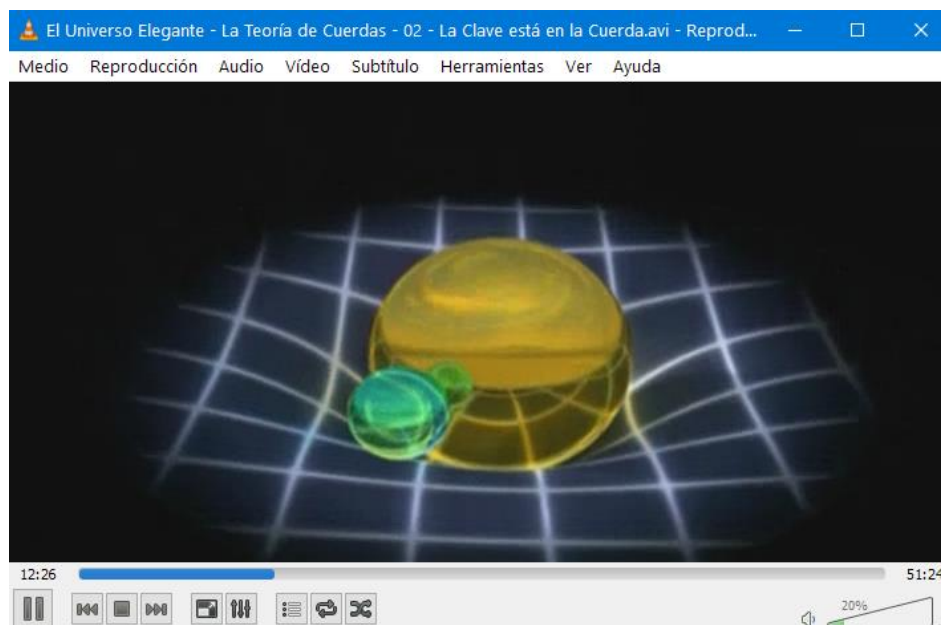 El Universo Elegante - La Teoría de Cuerdas - 02 - La Clave está en la Cuerda.avi - Reprod...
Medio Reproducción Audio Vídeo Subtítulo Herramientas Ver Ayuda
12:26 51:24
20%